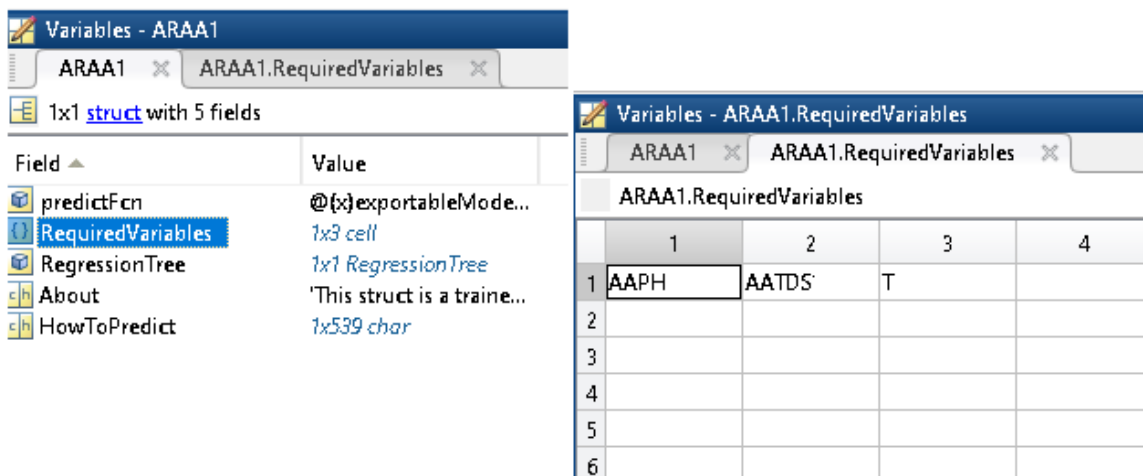 Variables - ARAA1
ARAA1 ARAA1.RequiredVariables
1x1 struct with 5 fields
Field Value
predictFcn @(x)exportableMode...
RequiredVariables 1x3 cell
RegressionTree 1x1 RegressionTree
About 'This struct is a traine...
HowToPredict 1x539 char
Variables - ARAA1.RequiredVariables
ARAA1 ARAA1.RequiredVariables
ARAA1.RequiredVariables
1 2 3 4
1 AAPH AATDS' T
2
3
4
5
6